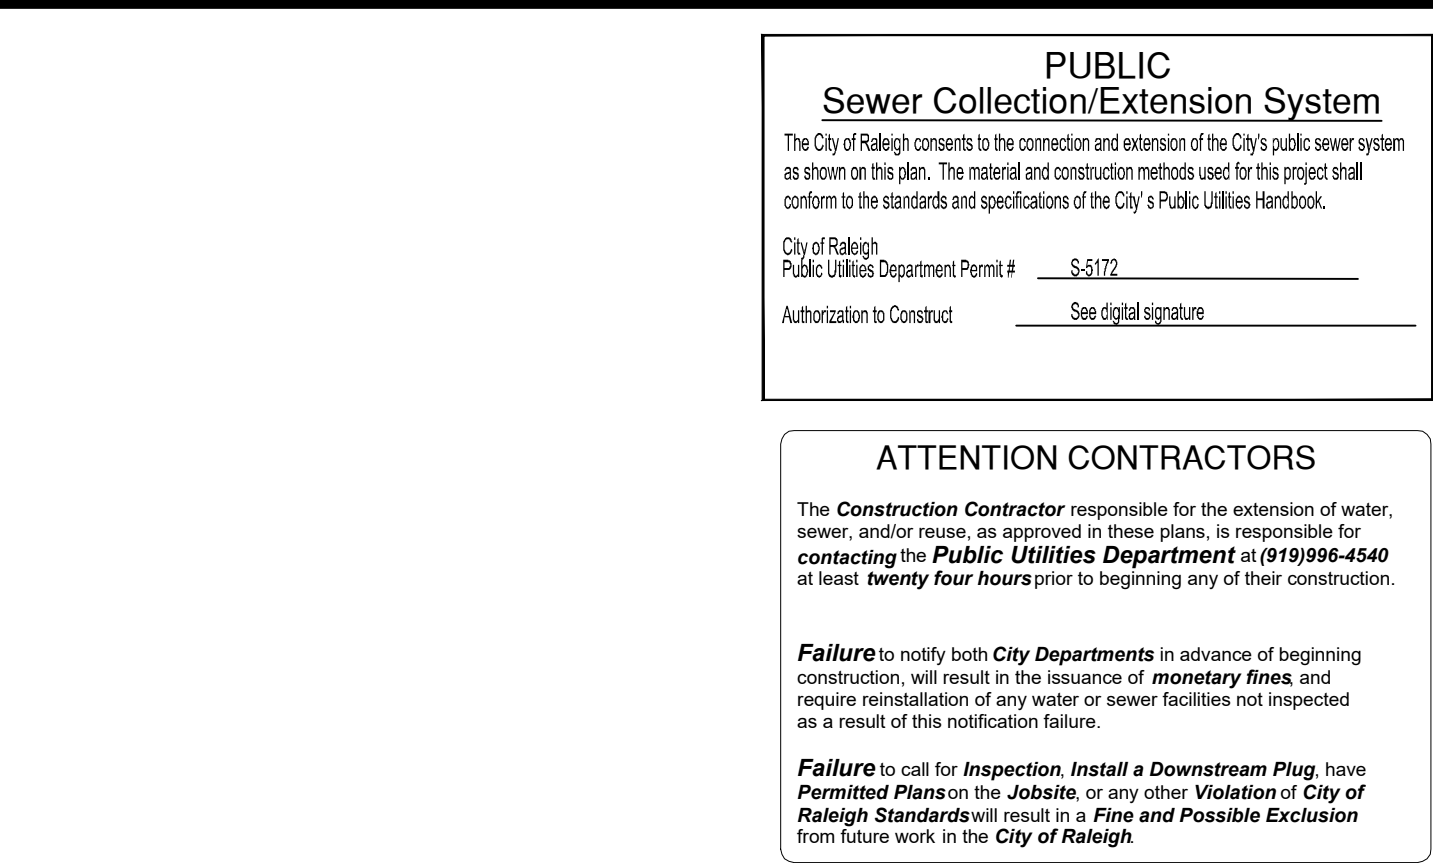 PUBLIC
Sewer Collection/Extension System
The City of Raleigh consents to the connection and extension of the City's public sewer system
as shown on this plan. The material and construction methods used for this project shall
conform to the standards and specifications of the City' s Public Utilities Handbook.
City of Raleigh
Public Utilities Department Permit # S-5172
Authorization to Construct See digital signature
ATTENTION CONTRACTORS
The Construction Contractor responsible for the extension of water,
sewer, and/or reuse, as approved in these plans, is responsible for
contacting the Public Utilities Department at (919)996-4540
at least twenty four hours prior to beginning any of their construction.
Failure to notify both City Departments in advance of beginning
construction, will result in the issuance of monetary fines, and
require reinstallation of any water or sewer facilities not inspected
as a result of this notification failure.
Failure to call for Inspection, Install a Downstream Plug, have
Permitted Plans on the Jobsite, or any other Violation of City of
Raleigh Standards will result in a Fine and Possible Exclusion
from future work in the City of Raleigh.